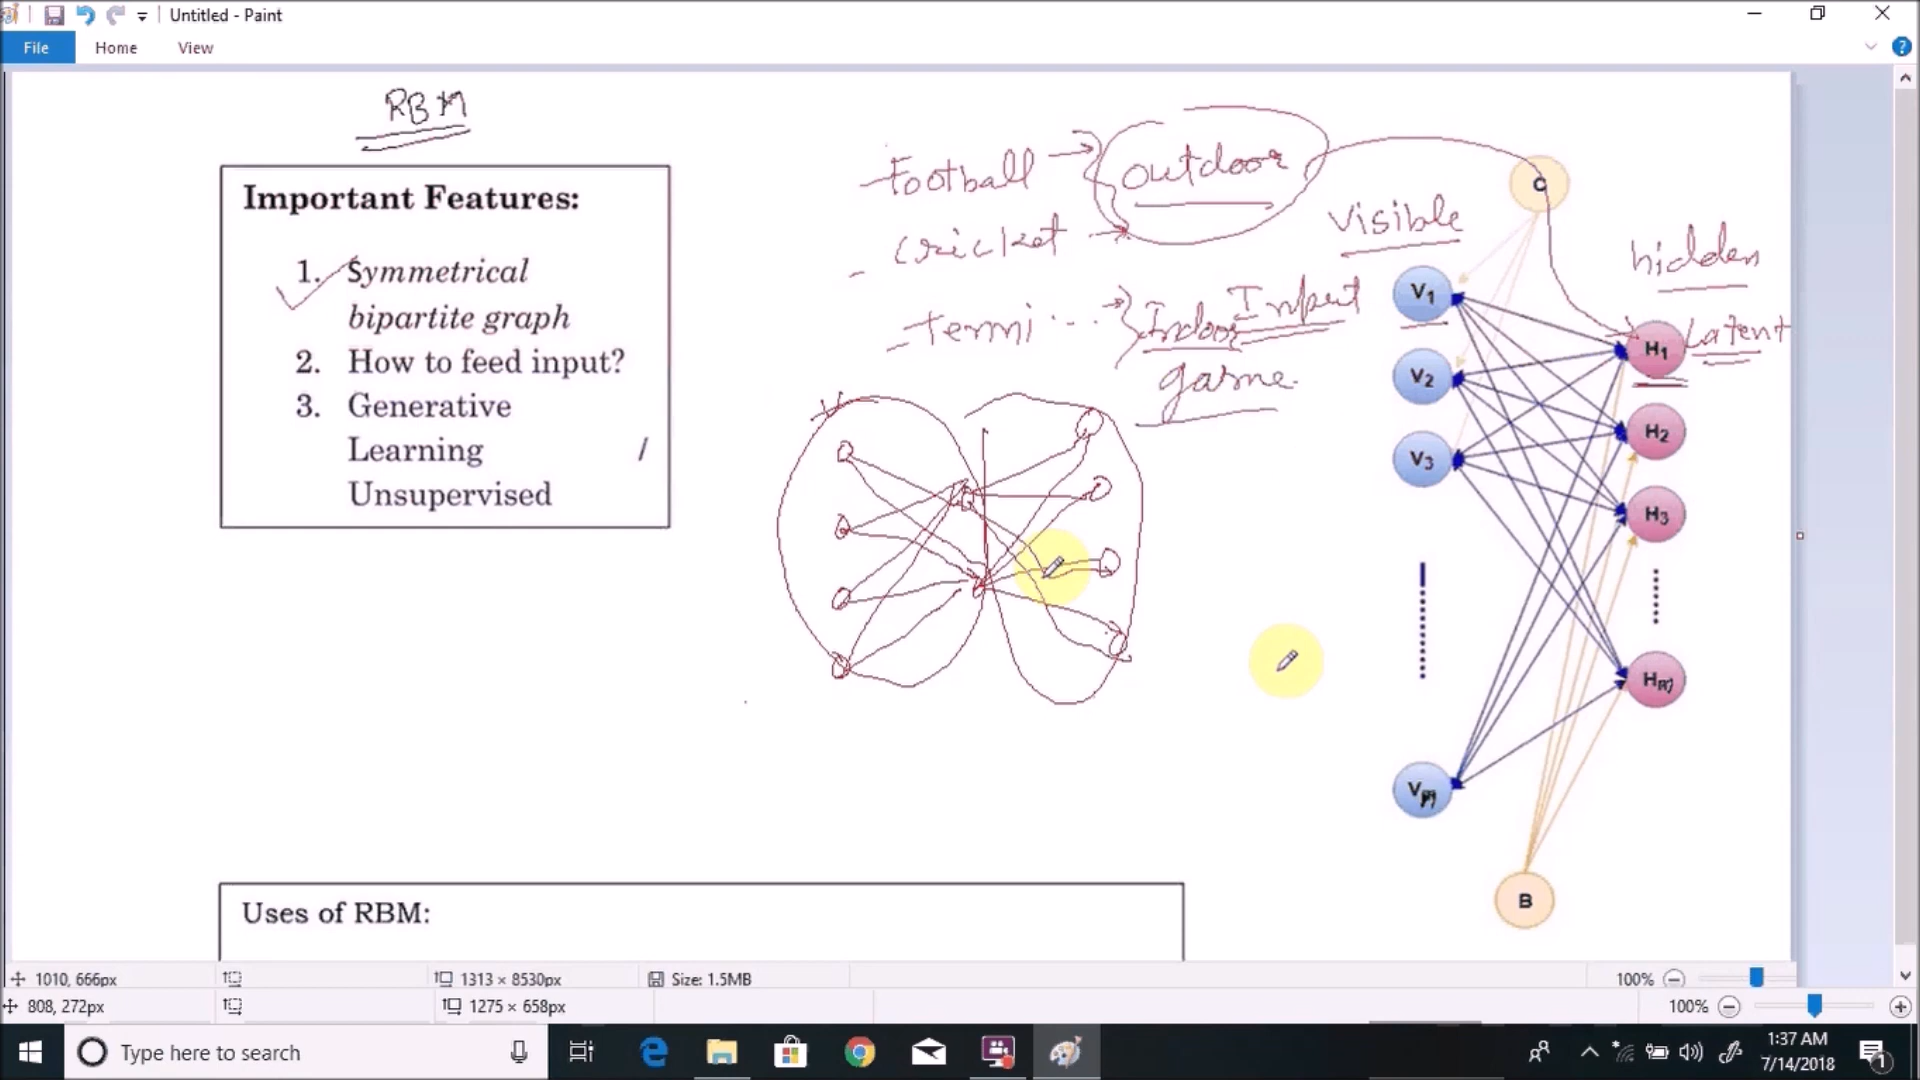 Untitled - Paint
File Home View
RBM
Important Features:
1. Symmetrical
bipartite graph
2. How to feed input?
3. Generative
Learning /
Unsupervised
Football → outdoor
cricket →
Tenni ... → Indoor
game
Input
Visible
hidden
Latent
C
V1
V2
V3
H1
H2
H3
B
Uses of RBM:
1010, 666px 1313 × 8530px Size: 1.5MB 100%
808, 272px 1275 × 658px 100%
Type here to search
1:37 AM
7/14/2018
1